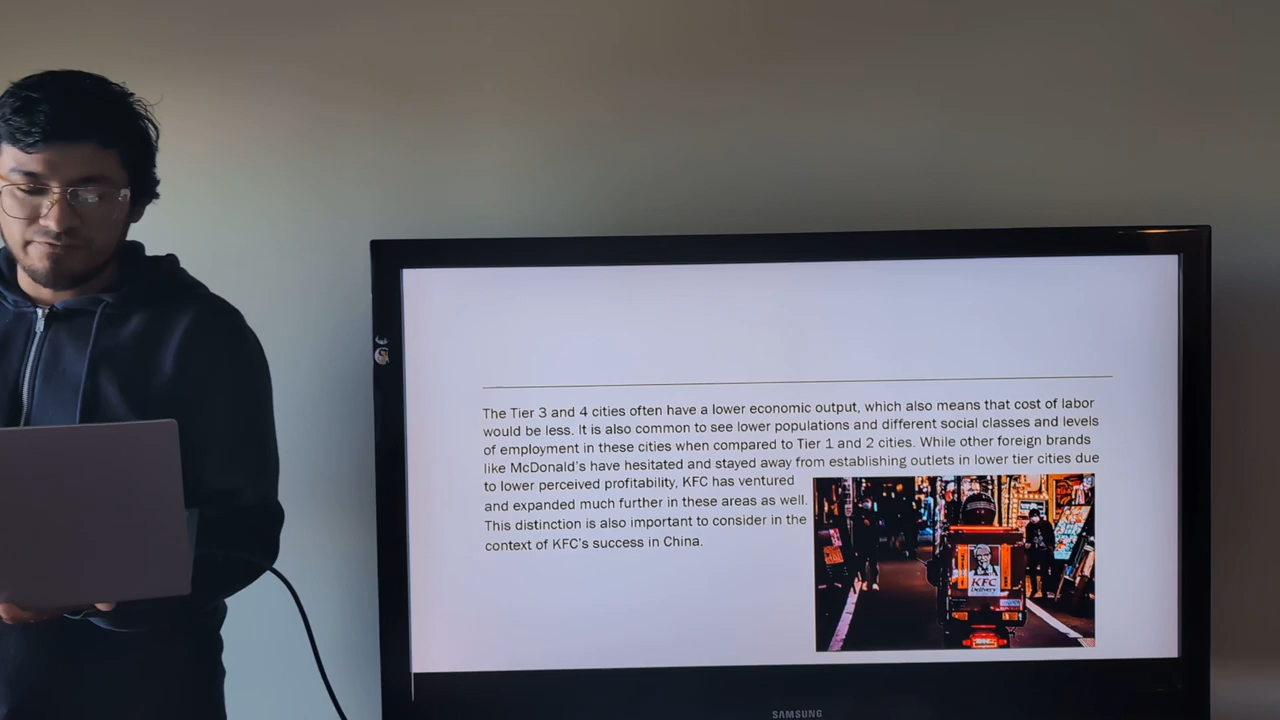 The Tier 3 and 4 cities often have a lower economic output, which also means that cost of labor
would be less. It is also common to see lower populations and different social classes and levels
of employment in these cities when compared to Tier 1 and 2 cities. While other foreign brands
like McDonald's have hesitated and stayed away from establishing outlets in lower tier cities due
to lower perceived profitability, KFC has ventured
and expanded much further in these areas as well.
This distinction is also important to consider in the
context of KFC's success in China.
KFC
Delivery
SAMSUNG